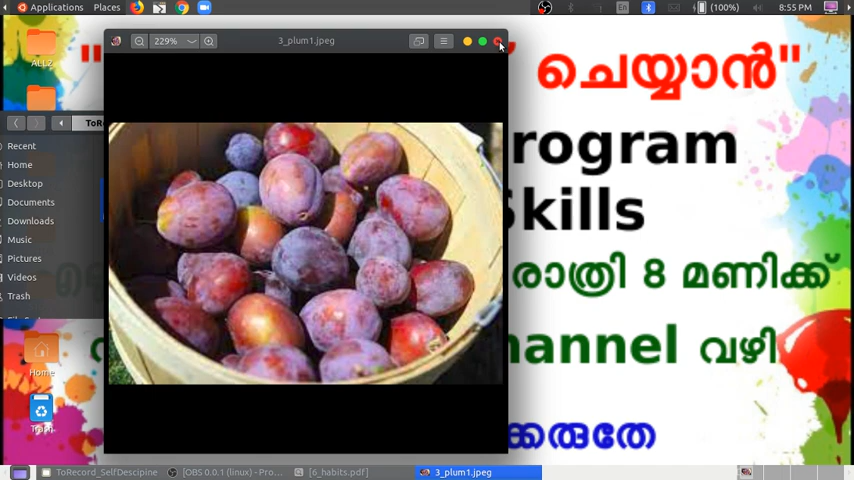 Applications Places
En (100%) 8:55 PM
229% 3_plum1.jpeg
ALL2
ചെയ്യാൻ"
rogram
Skills
രാത്രി 8 മണിക്ക്
hannel വഴി
ക്കരുതേ
ToR
Recent
Home
Desktop
Documents
Downloads
Music
Pictures
Videos
Trash
Home
Trash
ToRecord_SelfDescipine [OBS 0.0.1 (linux) - Pro... [6_habits.pdf] 3_plum1.jpeg